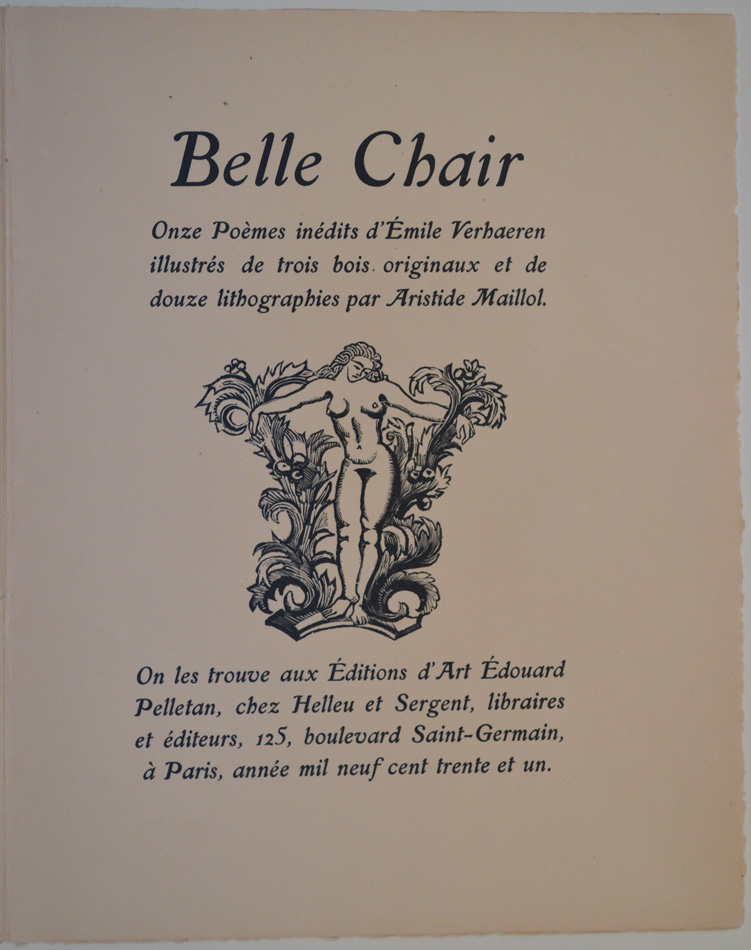 Belle Chair
Onze Poèmes inédits d'Émile Verhaeren
illustrés de trois bois originaux et de
douze lithographies par Aristide Maillol.
On les trouve aux Éditions d'Art Édouard
Pelletan, chez Helleu et Sergent, libraires
et éditeurs, 125, boulevard Saint-Germain,
à Paris, année mil neuf cent trente et un.